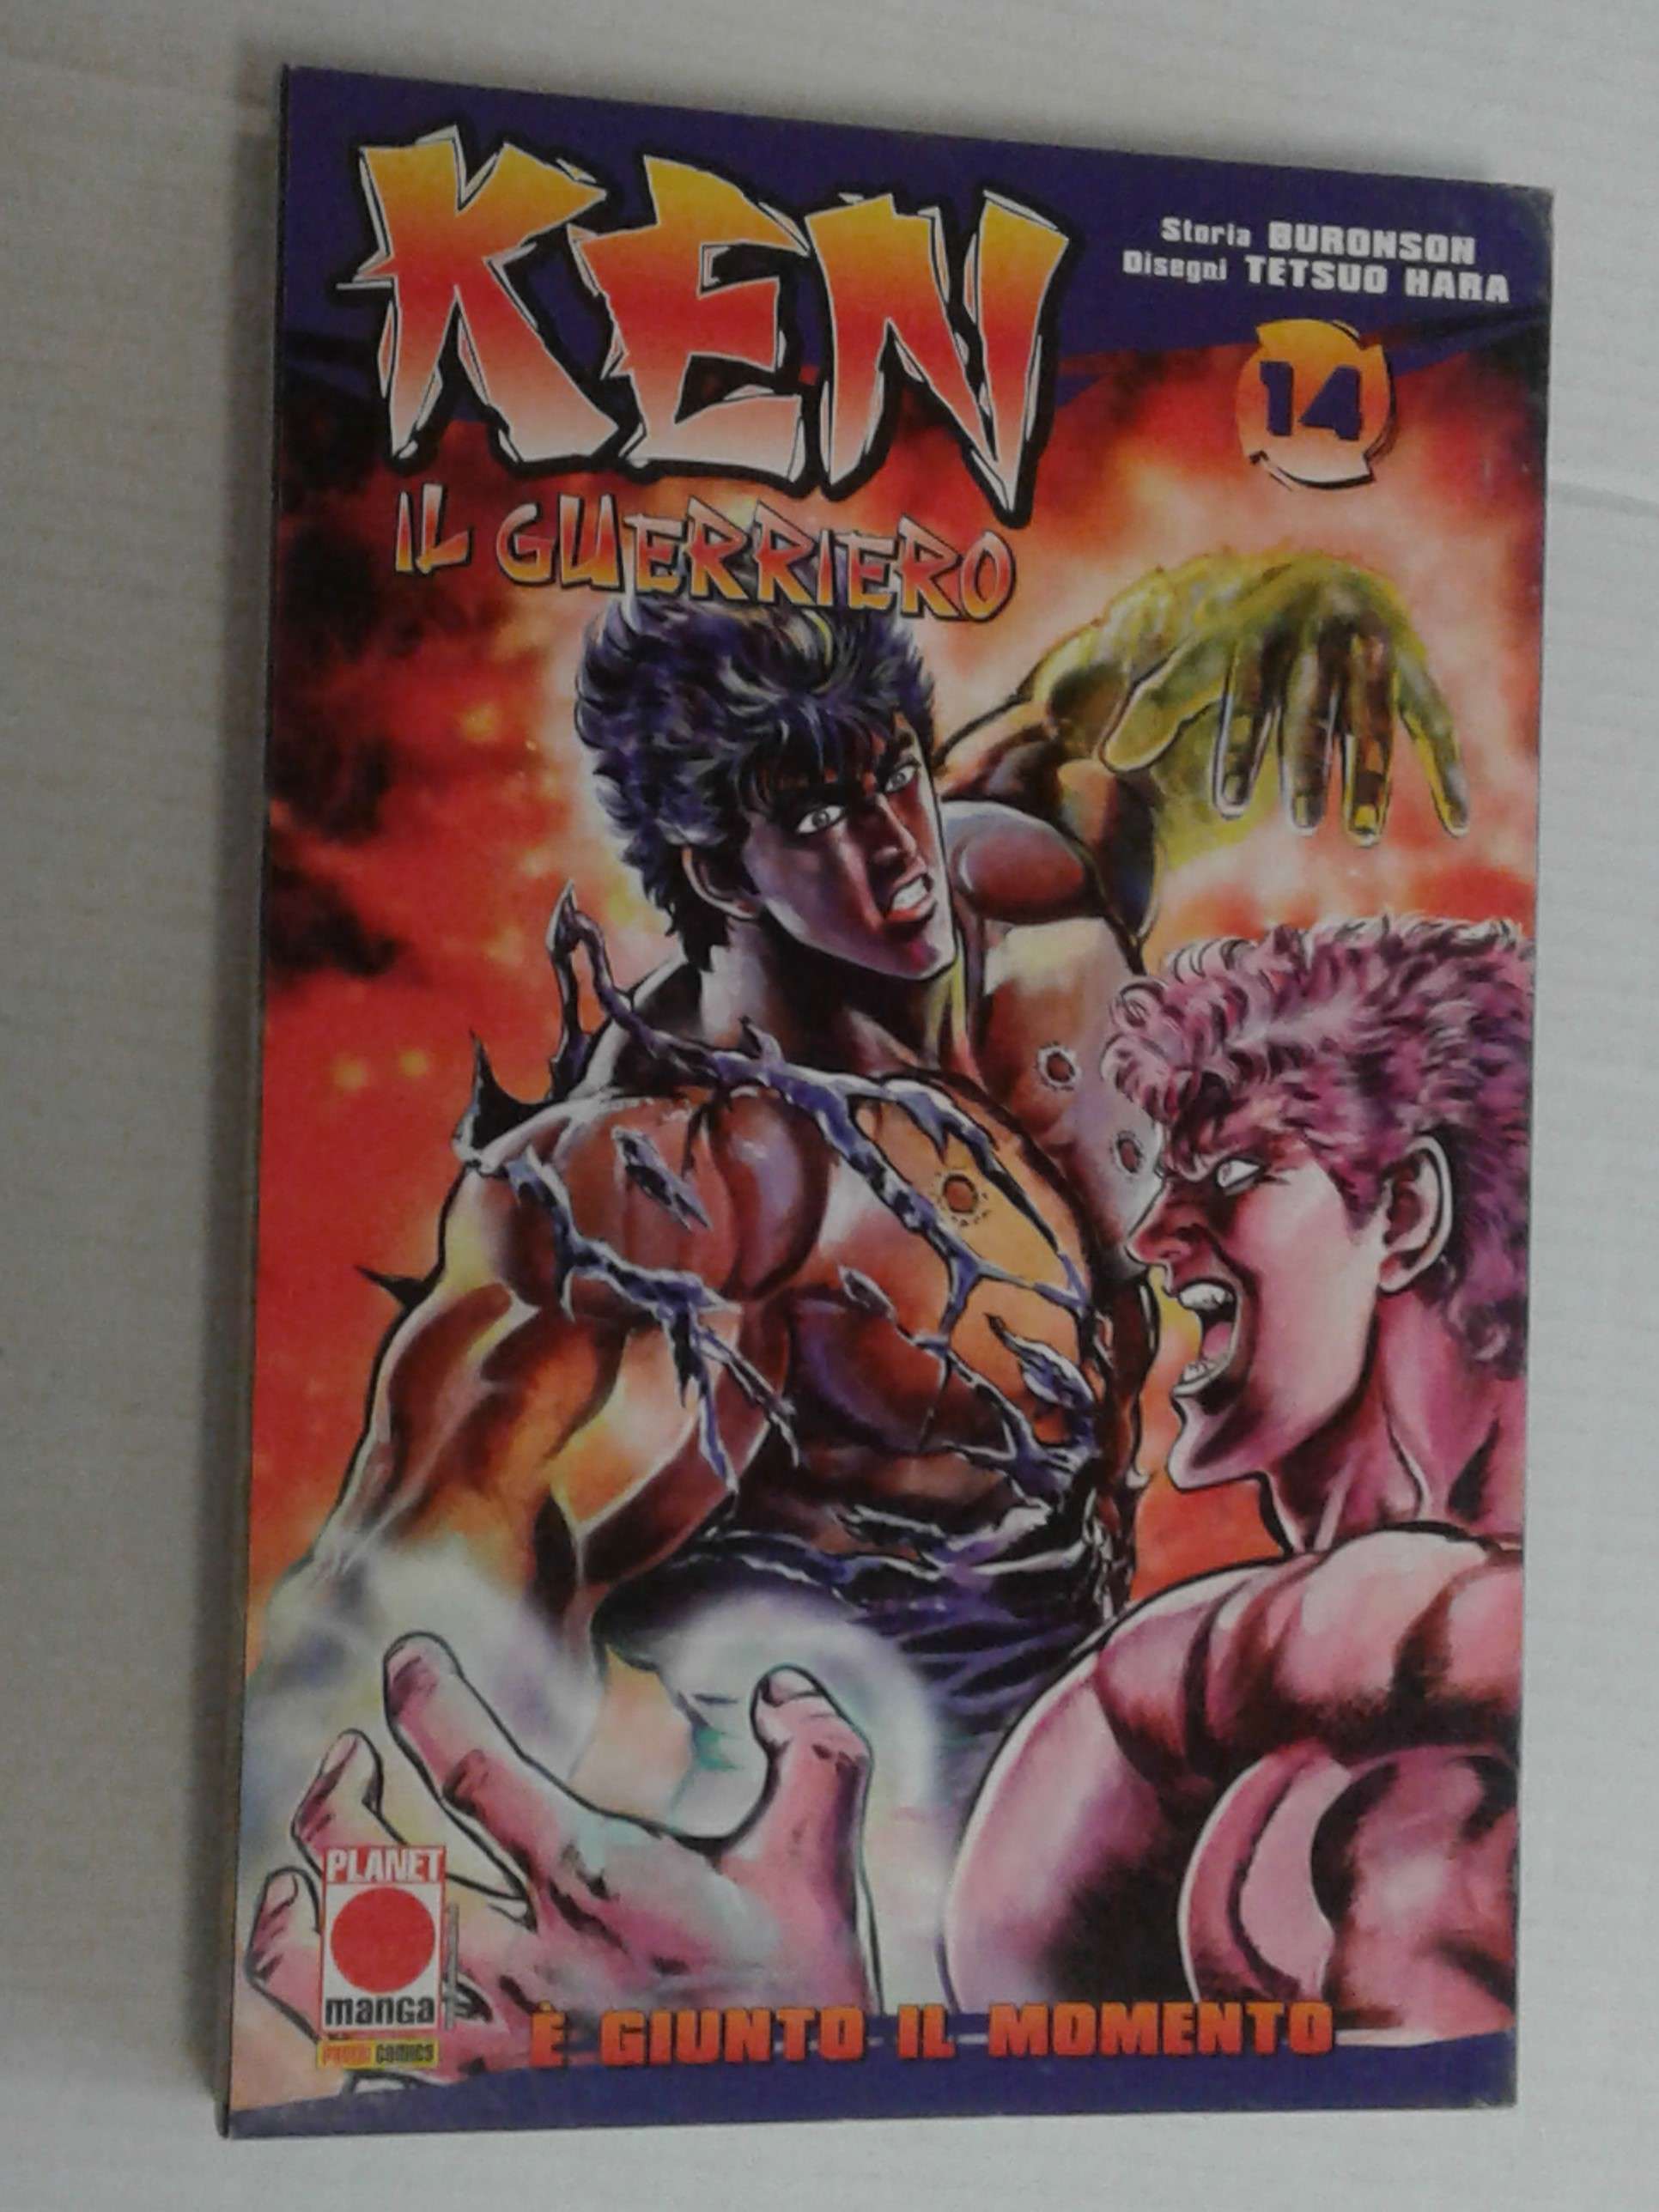 KEN
IL GUERRIERO
Storia BURONSON
Disegni TETSUO HARA
14
PLANET
manga
PANINI COMICS
È GIUNTO IL MOMENTO